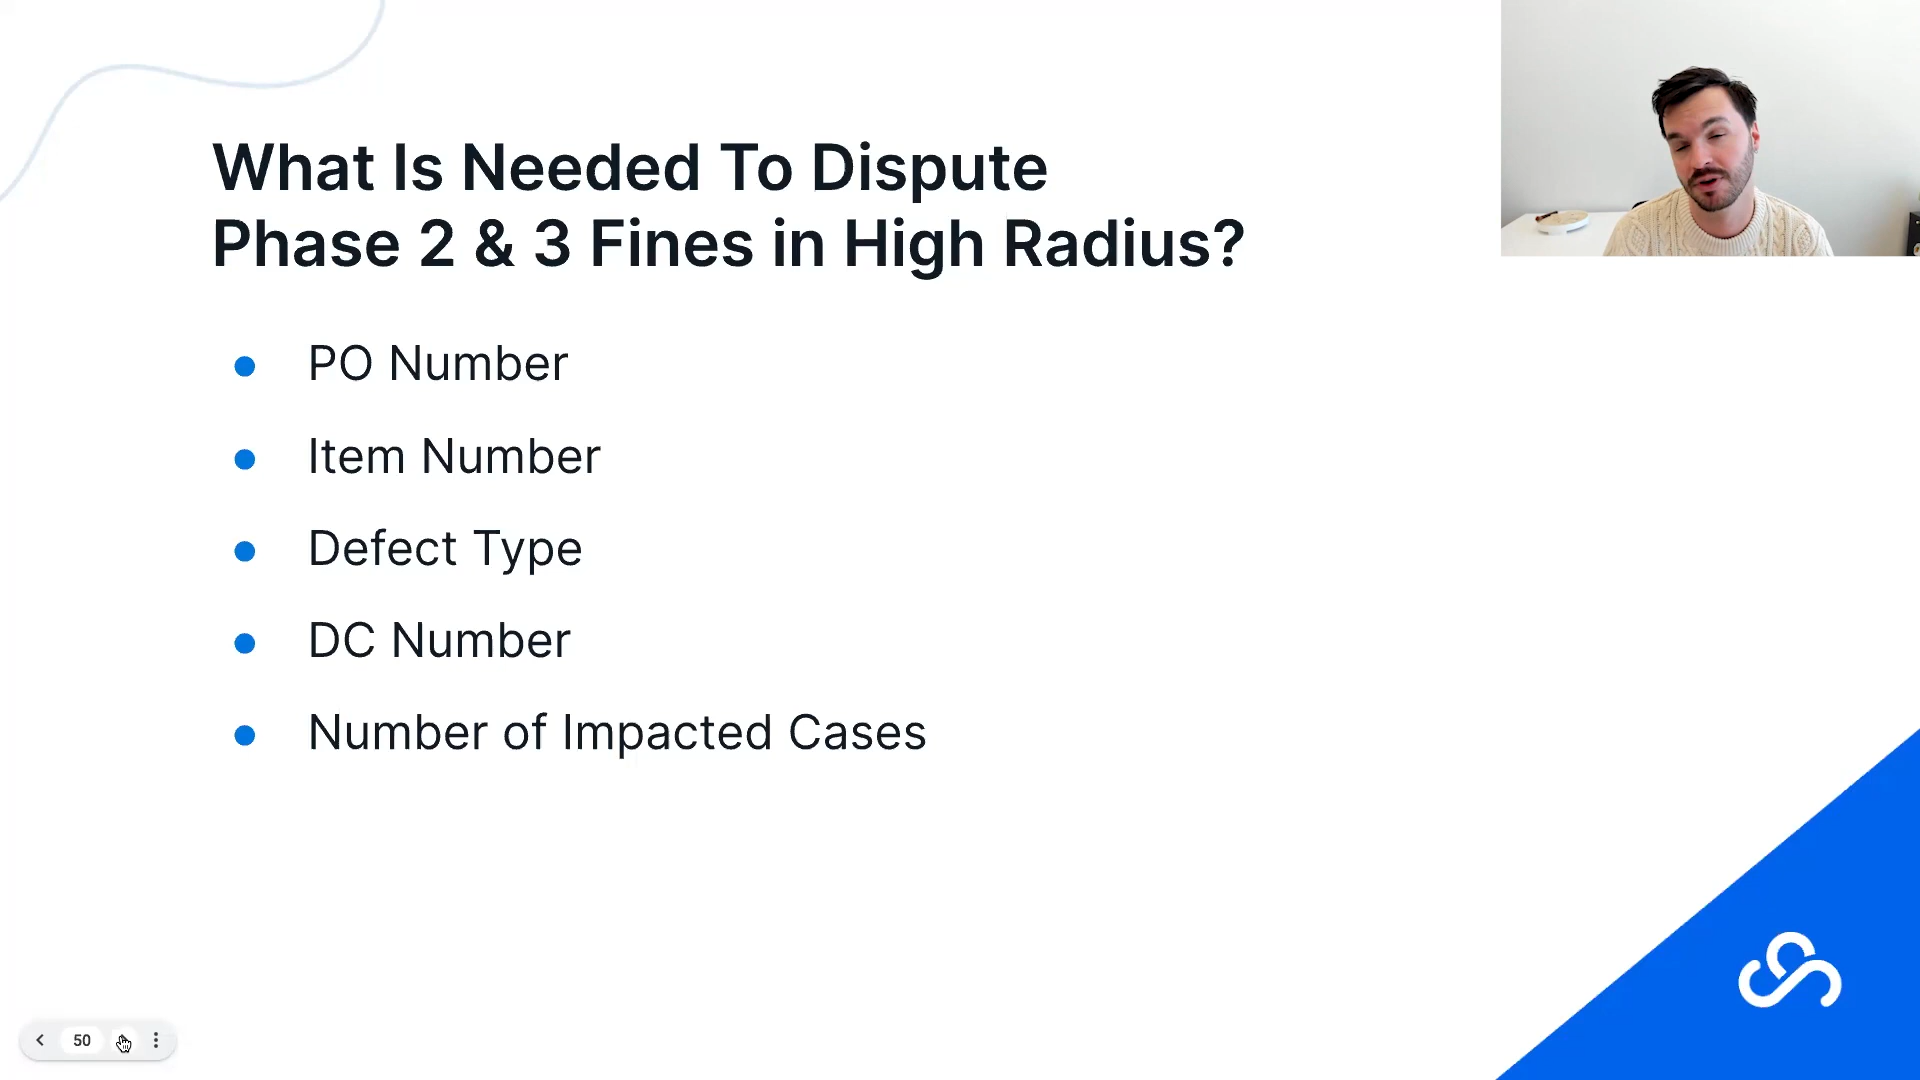 What Is Needed To Dispute
Phase 2 & 3 Fines in High Radius?
PO Number
Item Number
Defect Type
DC Number
Number of Impacted Cases
50